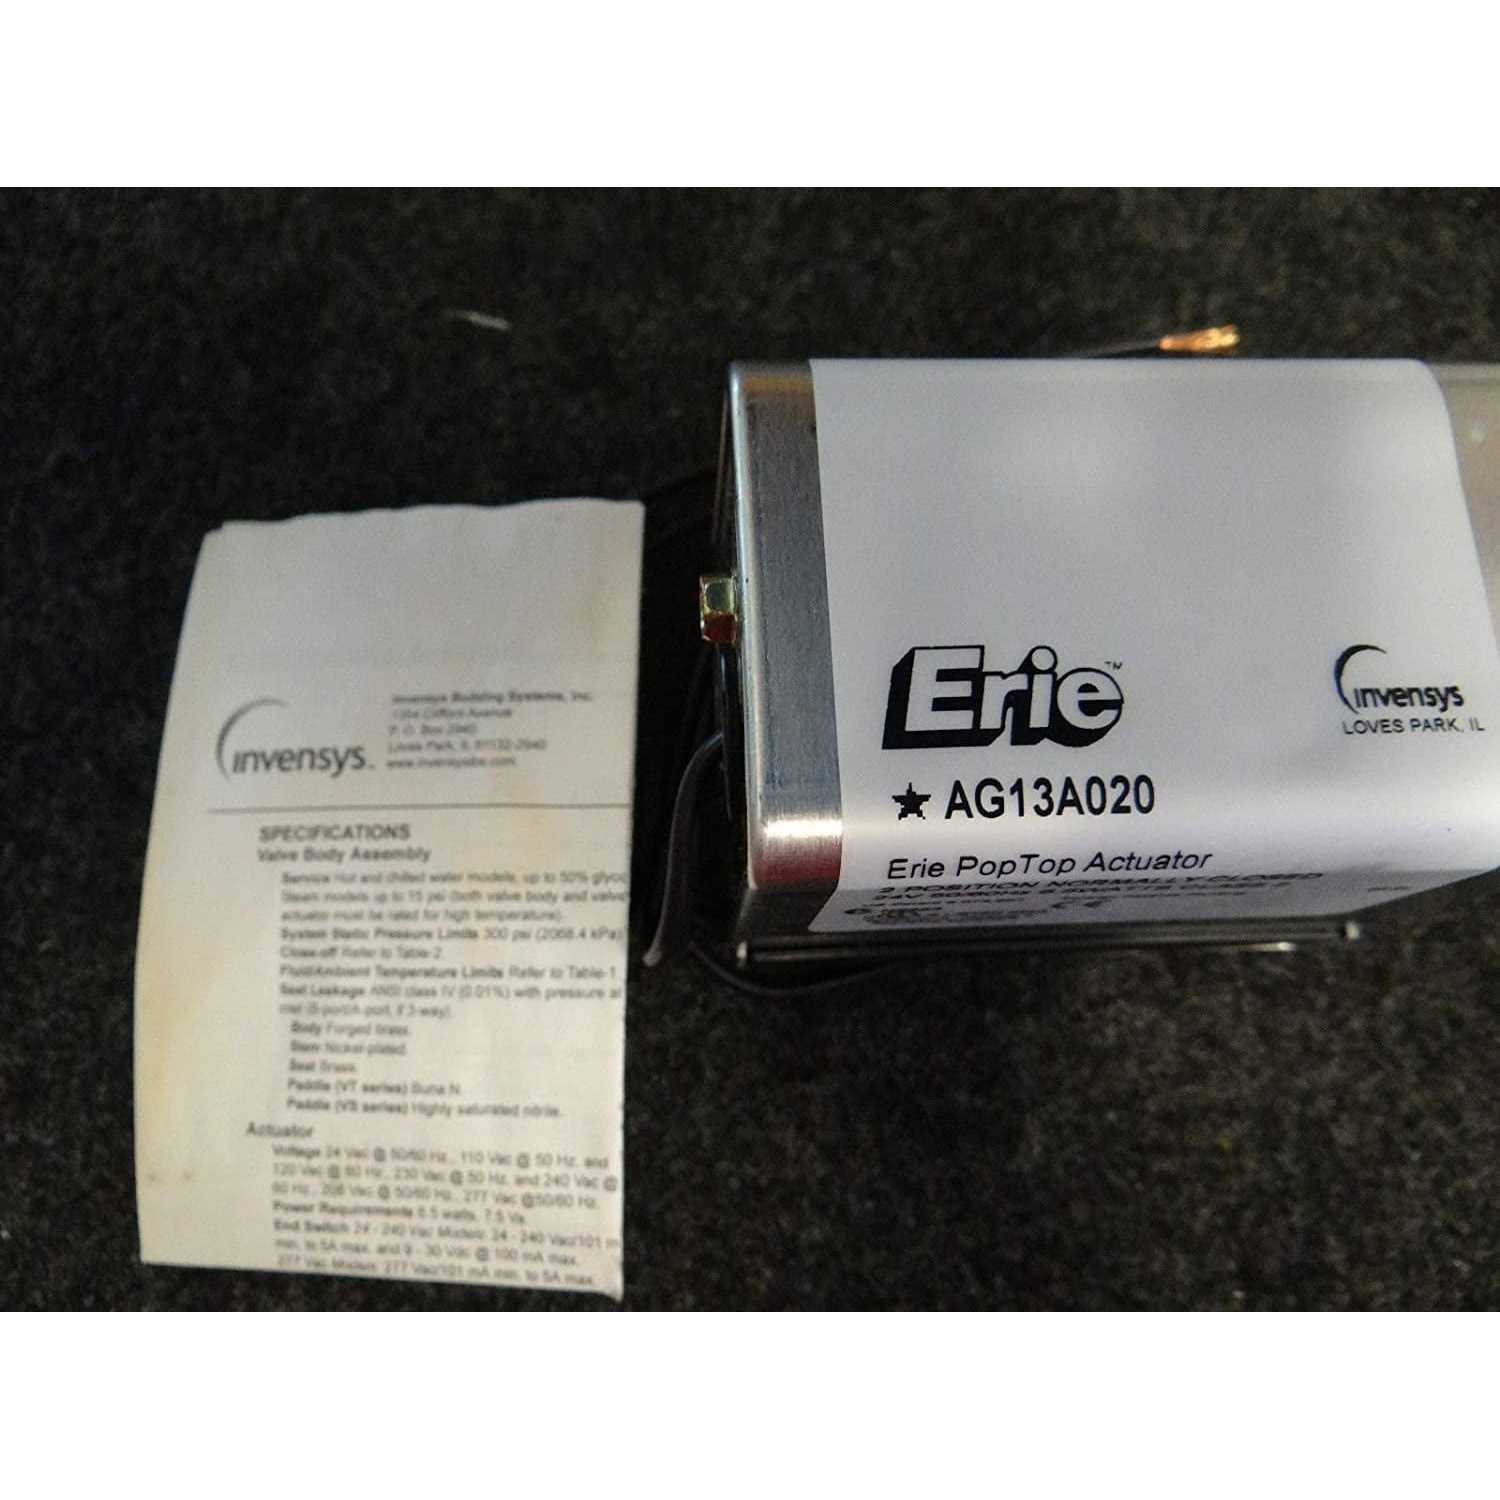 invensys.
Invensys Building Systems, Inc.
1354 Clifford Avenue
P. O. Box 2940
Loves Park, IL 61132-2940
www.invensysibs.com
SPECIFICATIONS
Valve Body Assembly
Service Hot and chilled water models, up to 50% glyco
Steam models up to 15 psi (both valve body and valve
actuator must be rated for high temperature).
System Static Pressure Limits 300 psi (2068.4 kPa)
Close-off Refer to Table-2.
Fluid/Ambient Temperature Limits Refer to Table-1.
Seat Leakage ANSI class IV (0.01%) with pressure at
inlet (B-port/A-port, if 3-way).
Body Forged brass.
Stem Nickel-plated.
Seat Brass.
Paddle (VT series) Buna N.
Paddle (VS series) Highly saturated nitrile.
Actuator
Voltage 24 Vac @ 50/60 Hz., 110 Vac @ 50 Hz. and
120 Vac @ 60 Hz., 230 Vac @ 50 Hz. and 240 Vac @
60 Hz., 208 Vac @ 50/60 Hz., 277 Vac @50/60 Hz.
Power Requirements 6.5 watts, 7.5 Va.
End Switch 24 - 240 Vac Models: 24 - 240 Vac/101 m
min. to 5A max. and 9 - 30 Vdc @ 100 mA max.
277 Vac Models: 277 Vac/101 mA min. to 5A max.
Erie™
invensys
LOVES PARK, IL
★ AG13A020
Erie PopTop Actuator
2 POSITION NORMALLY CLOSED
24V 50/60Hz
CE